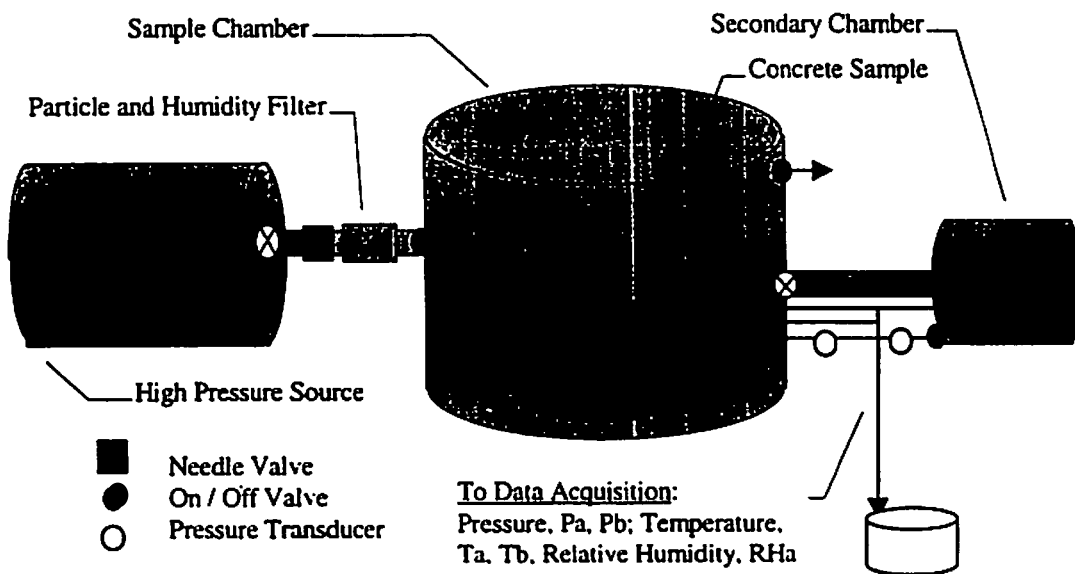 Sample Chamber
Secondary Chamber
Concrete Sample
Particle and Humidity Filter
High Pressure Source
Needle Valve
On / Off Valve
Pressure Transducer
To Data Acquisition:
Pressure, Pa, Pb; Temperature,
Ta, Tb, Relative Humidity, RHa